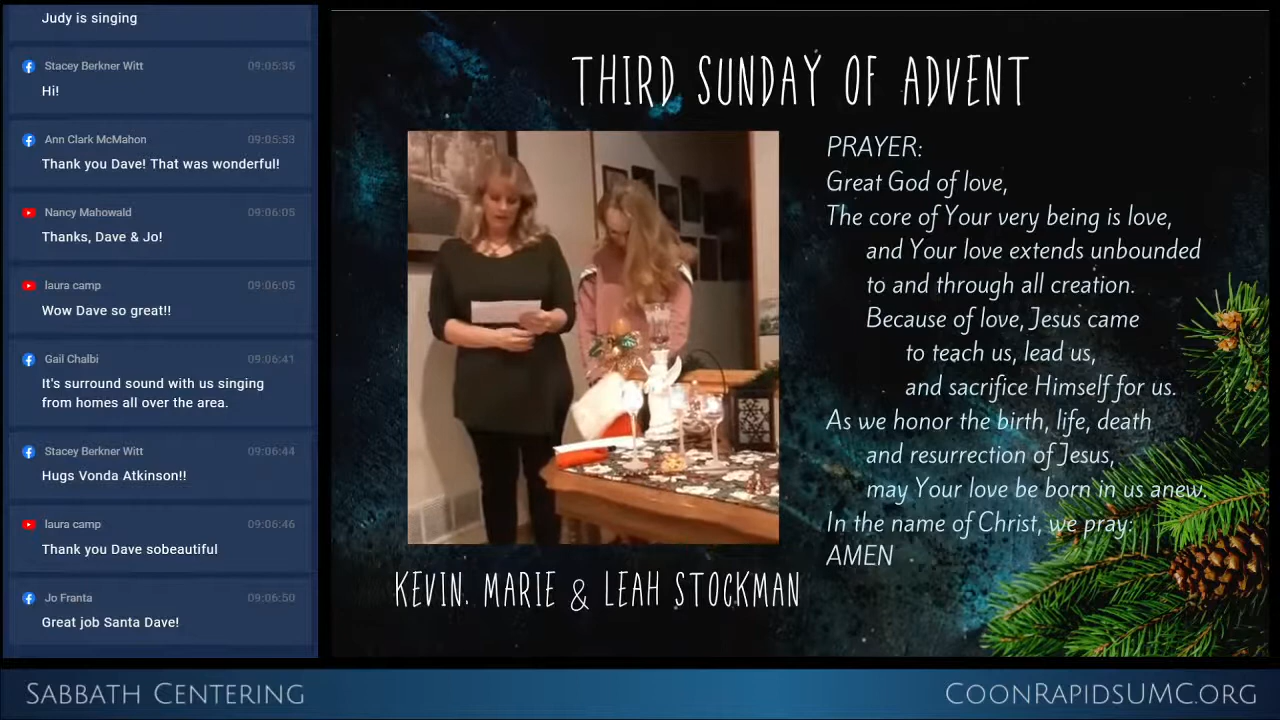 Judy is singing
Stacey Berkner Witt 09:05:35
Hi!
Ann Clark McMahon 09:05:53
Thank you Dave! That was wonderful!
Nancy Mahowald 09:06:05
Thanks, Dave & Jo!
laura camp 09:06:05
Wow Dave so great!!
Gail Chalbi 09:06:41
It's surround sound with us singing
from homes all over the area.
Stacey Berkner Witt 09:06:44
Hugs Vonda Atkinson!!
laura camp 09:06:46
Thank you Dave sobeautiful
Jo Franta 09:06:50
Great job Santa Dave!
THIRD SUNDAY OF ADVENT
PRAYER:
Great God of love,
The core of Your very being is love,
and Your love extends unbounded
to and through all creation.
Because of love, Jesus came
to teach us, lead us,
and sacrifice Himself for us.
As we honor the birth, life, death
and resurrection of Jesus,
may Your love be born in us anew.
In the name of Christ, we pray:
AMEN
KEVIN, MARIE & LEAH STOCKMAN
SABBATH CENTERING
COONRAPIDSUMC.ORG